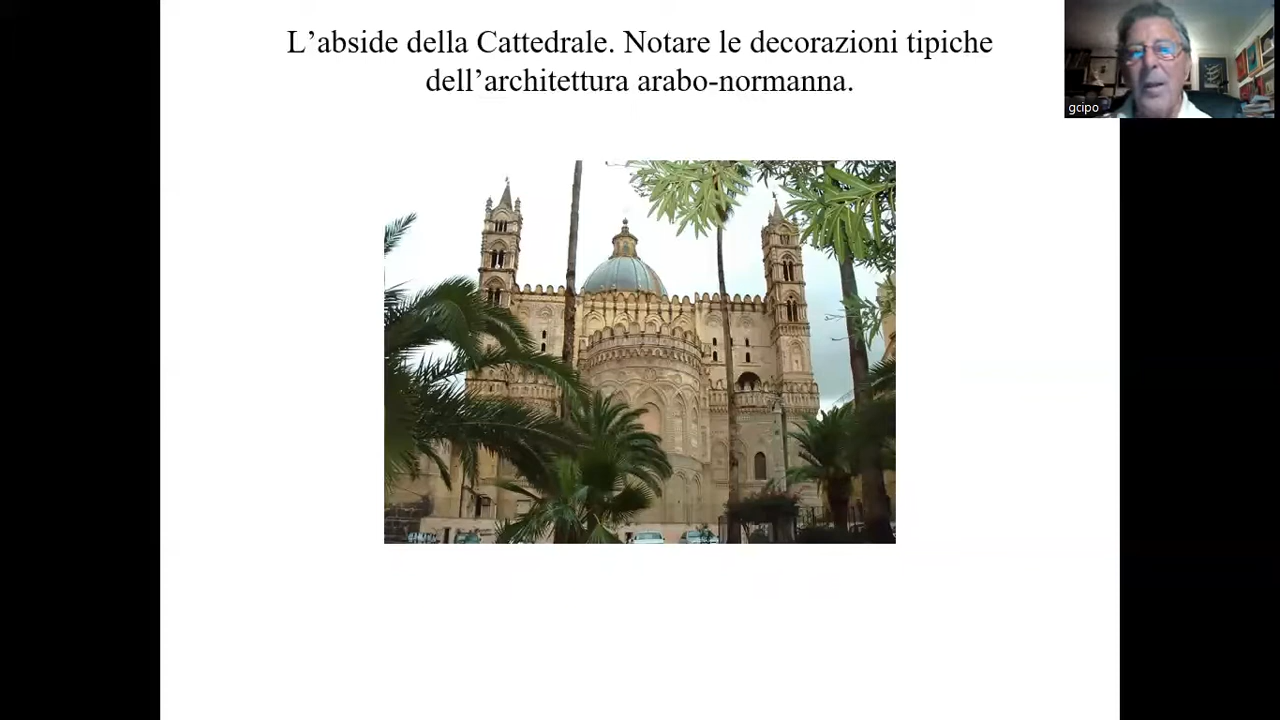 L’abside della Cattedrale. Notare le decorazioni tipiche
dell’architettura arabo-normanna.
gcipo